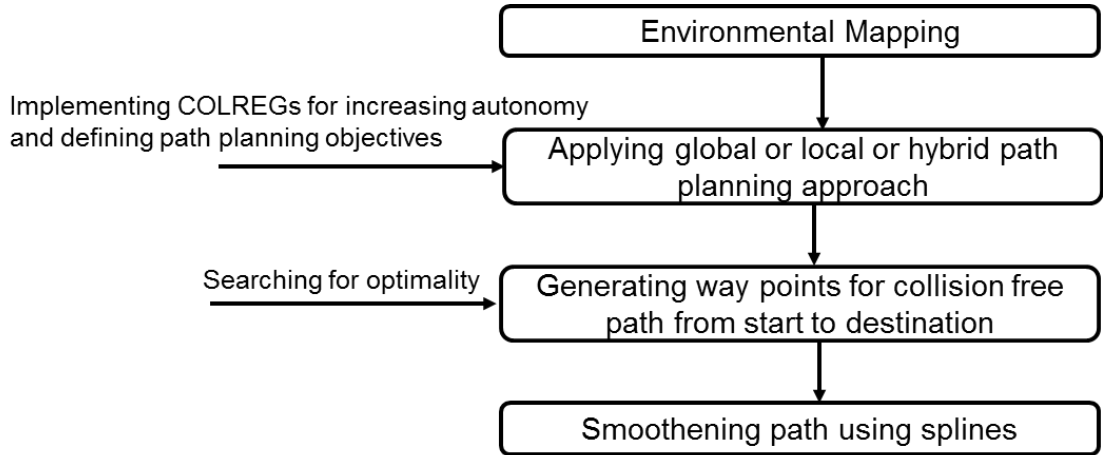 Environmental Mapping
Implementing COLREGs for increasing autonomy
and defining path planning objectives
Applying global or local or hybrid path
planning approach
Searching for optimality
Generating way points for collision free
path from start to destination
Smoothening path using splines